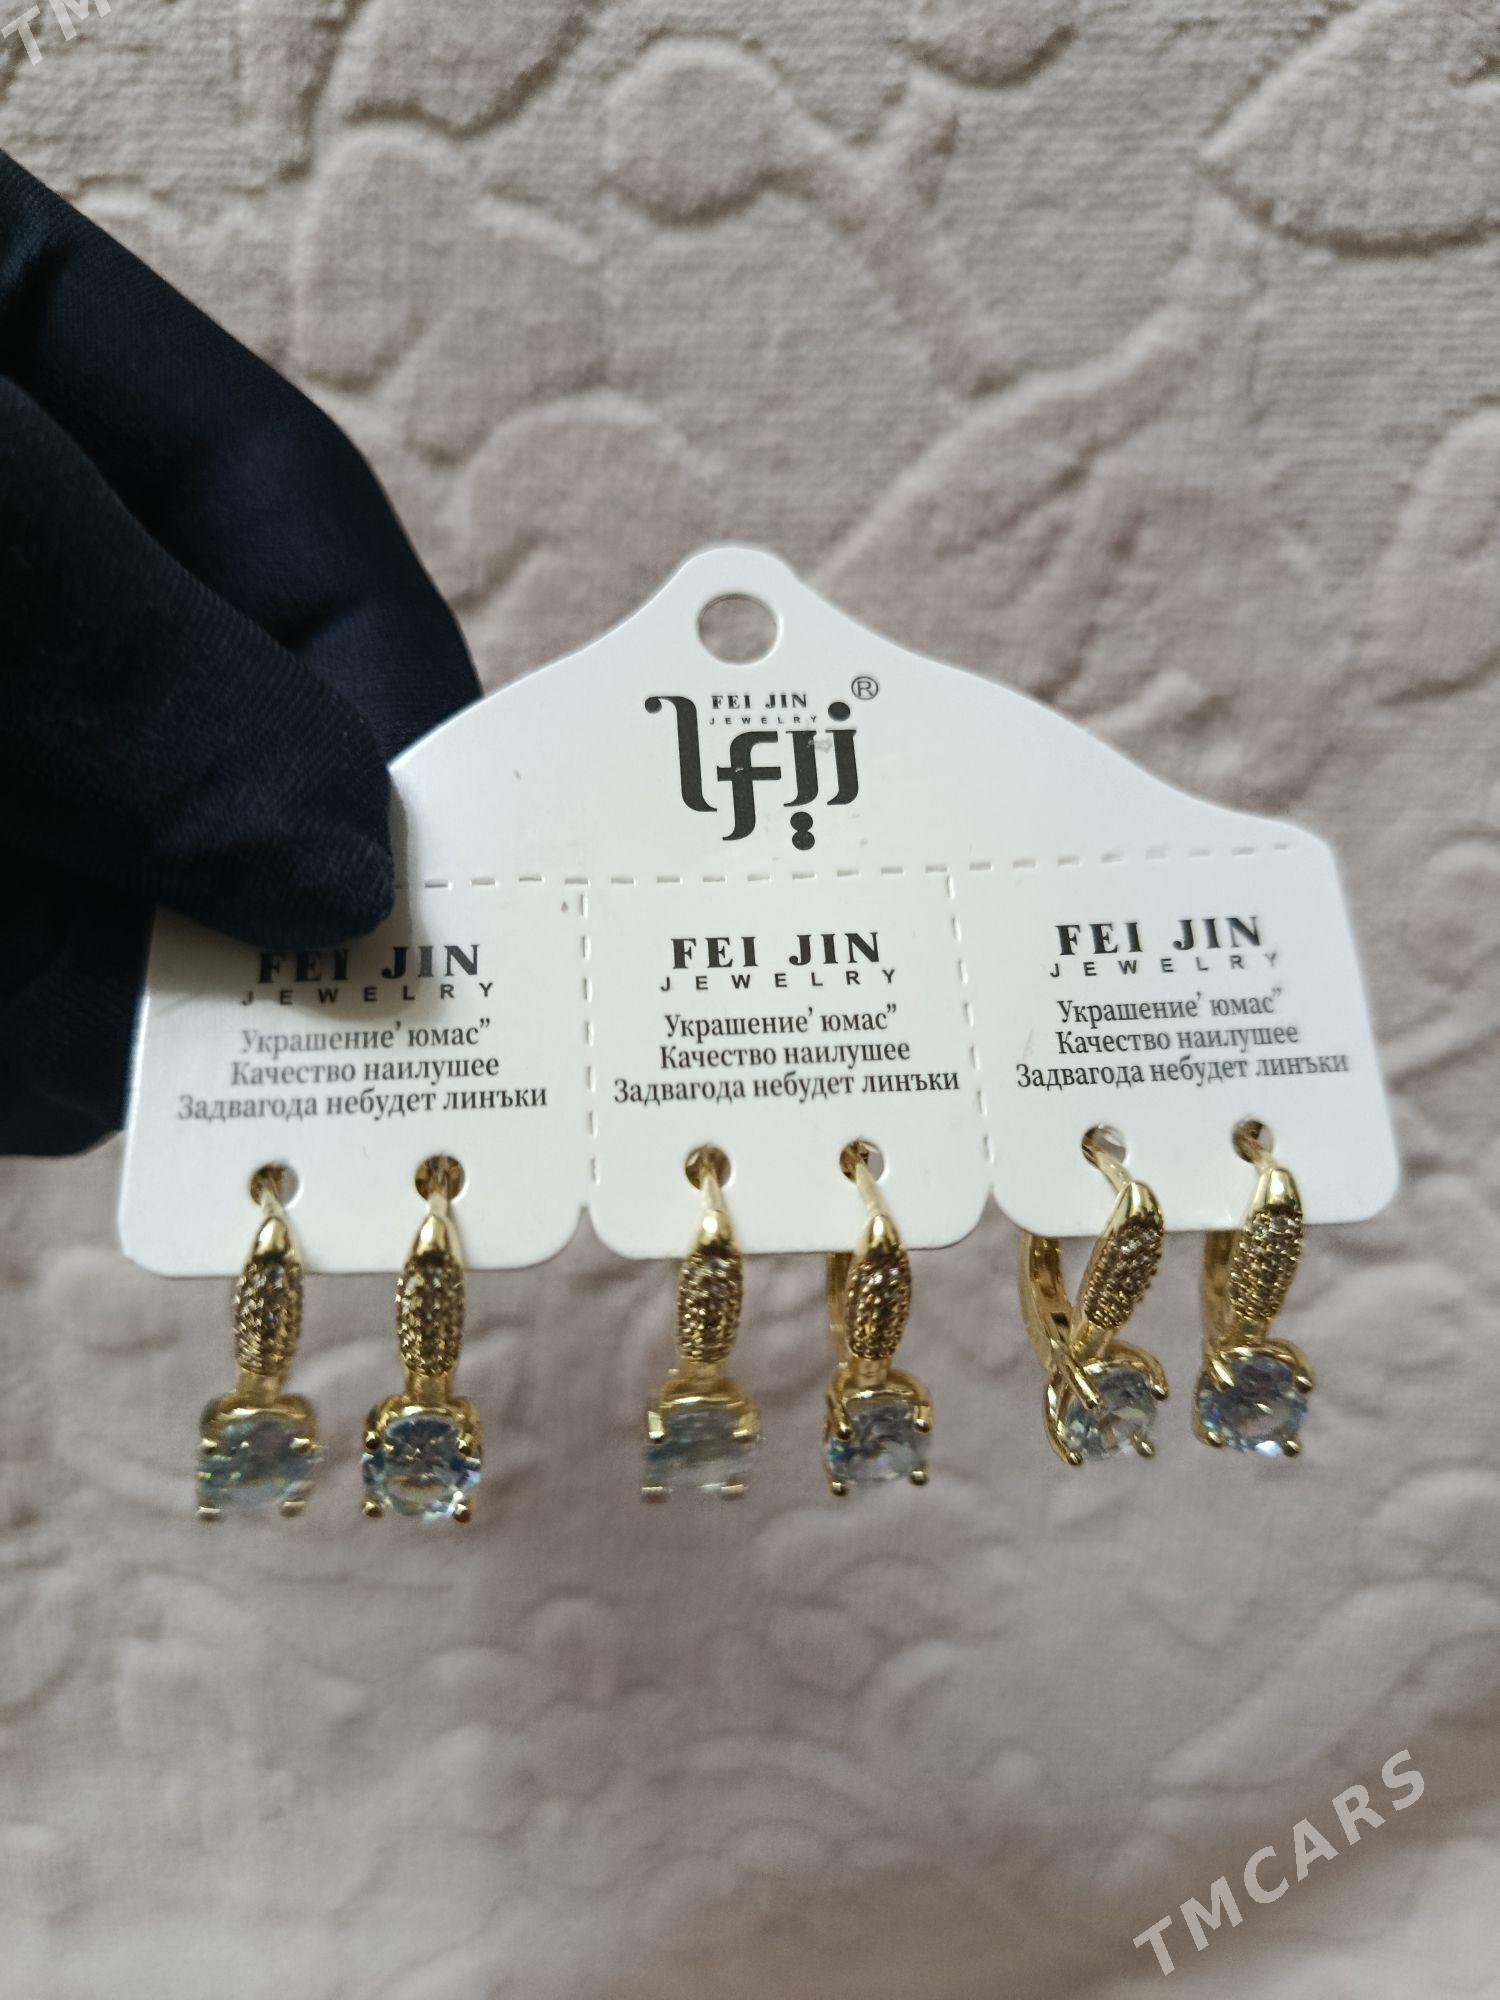 TM
FEI JIN
JEWELRY
lfjj ®
FEI JIN
JEWELRY
Украшение’ юмас”
Качество наилушее
Задвагода небудет линъки
FEI JIN
JEWELRY
Украшение’ юмас”
Качество наилушее
Задвагода небудет линъки
FEI JIN
JEWELRY
Украшение’ юмас”
Качество наилушее
Задвагода небудет линъки
TMCARS